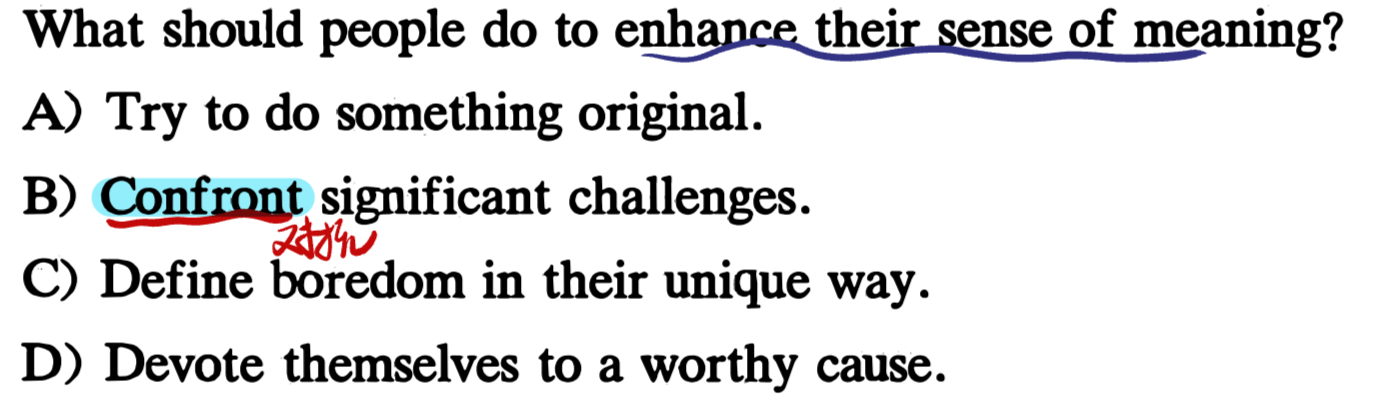 What should people do to enhance their sense of meaning?
A) Try to do something original.
B) Confront significant challenges.
对抗
C) Define boredom in their unique way.
D) Devote themselves to a worthy cause.